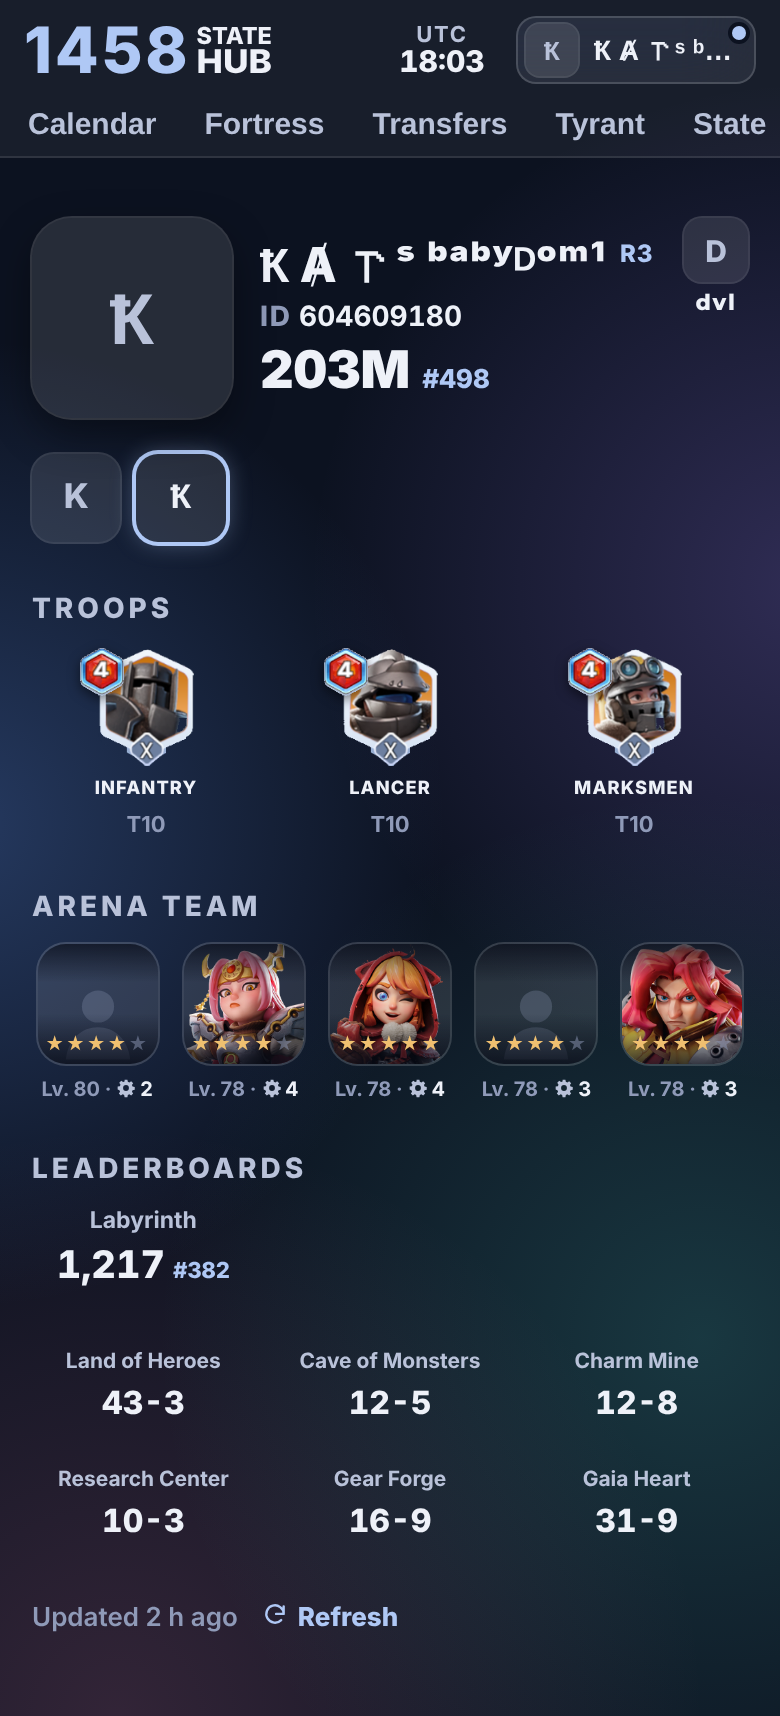 1458 STATE HUB
UTC
18:03
Ҟ
Ҟ Ⱥ Ͳ ˢ ᵇ...
Calendar Fortress Transfers Tyrant State
Ҟ
Ҟ Ⱥ Ͳ ˢ ᵇᵃᵇʸDᵒᵐ¹ R3
D
dvl
ID 604609180
203M #498
K Ҟ
TROOPS
4 4 4
X X X
INFANTRY LANCER MARKSMEN
T10 T10 T10
ARENA TEAM
Lv. 80 · 2 Lv. 78 · 4 Lv. 78 · 4 Lv. 78 · 3 Lv. 78 · 3
LEADERBOARDS
Labyrinth
1,217 #382
Land of Heroes Cave of Monsters Charm Mine
43-3 12-5 12-8
Research Center Gear Forge Gaia Heart
10-3 16-9 31-9
Updated 2 h ago Refresh